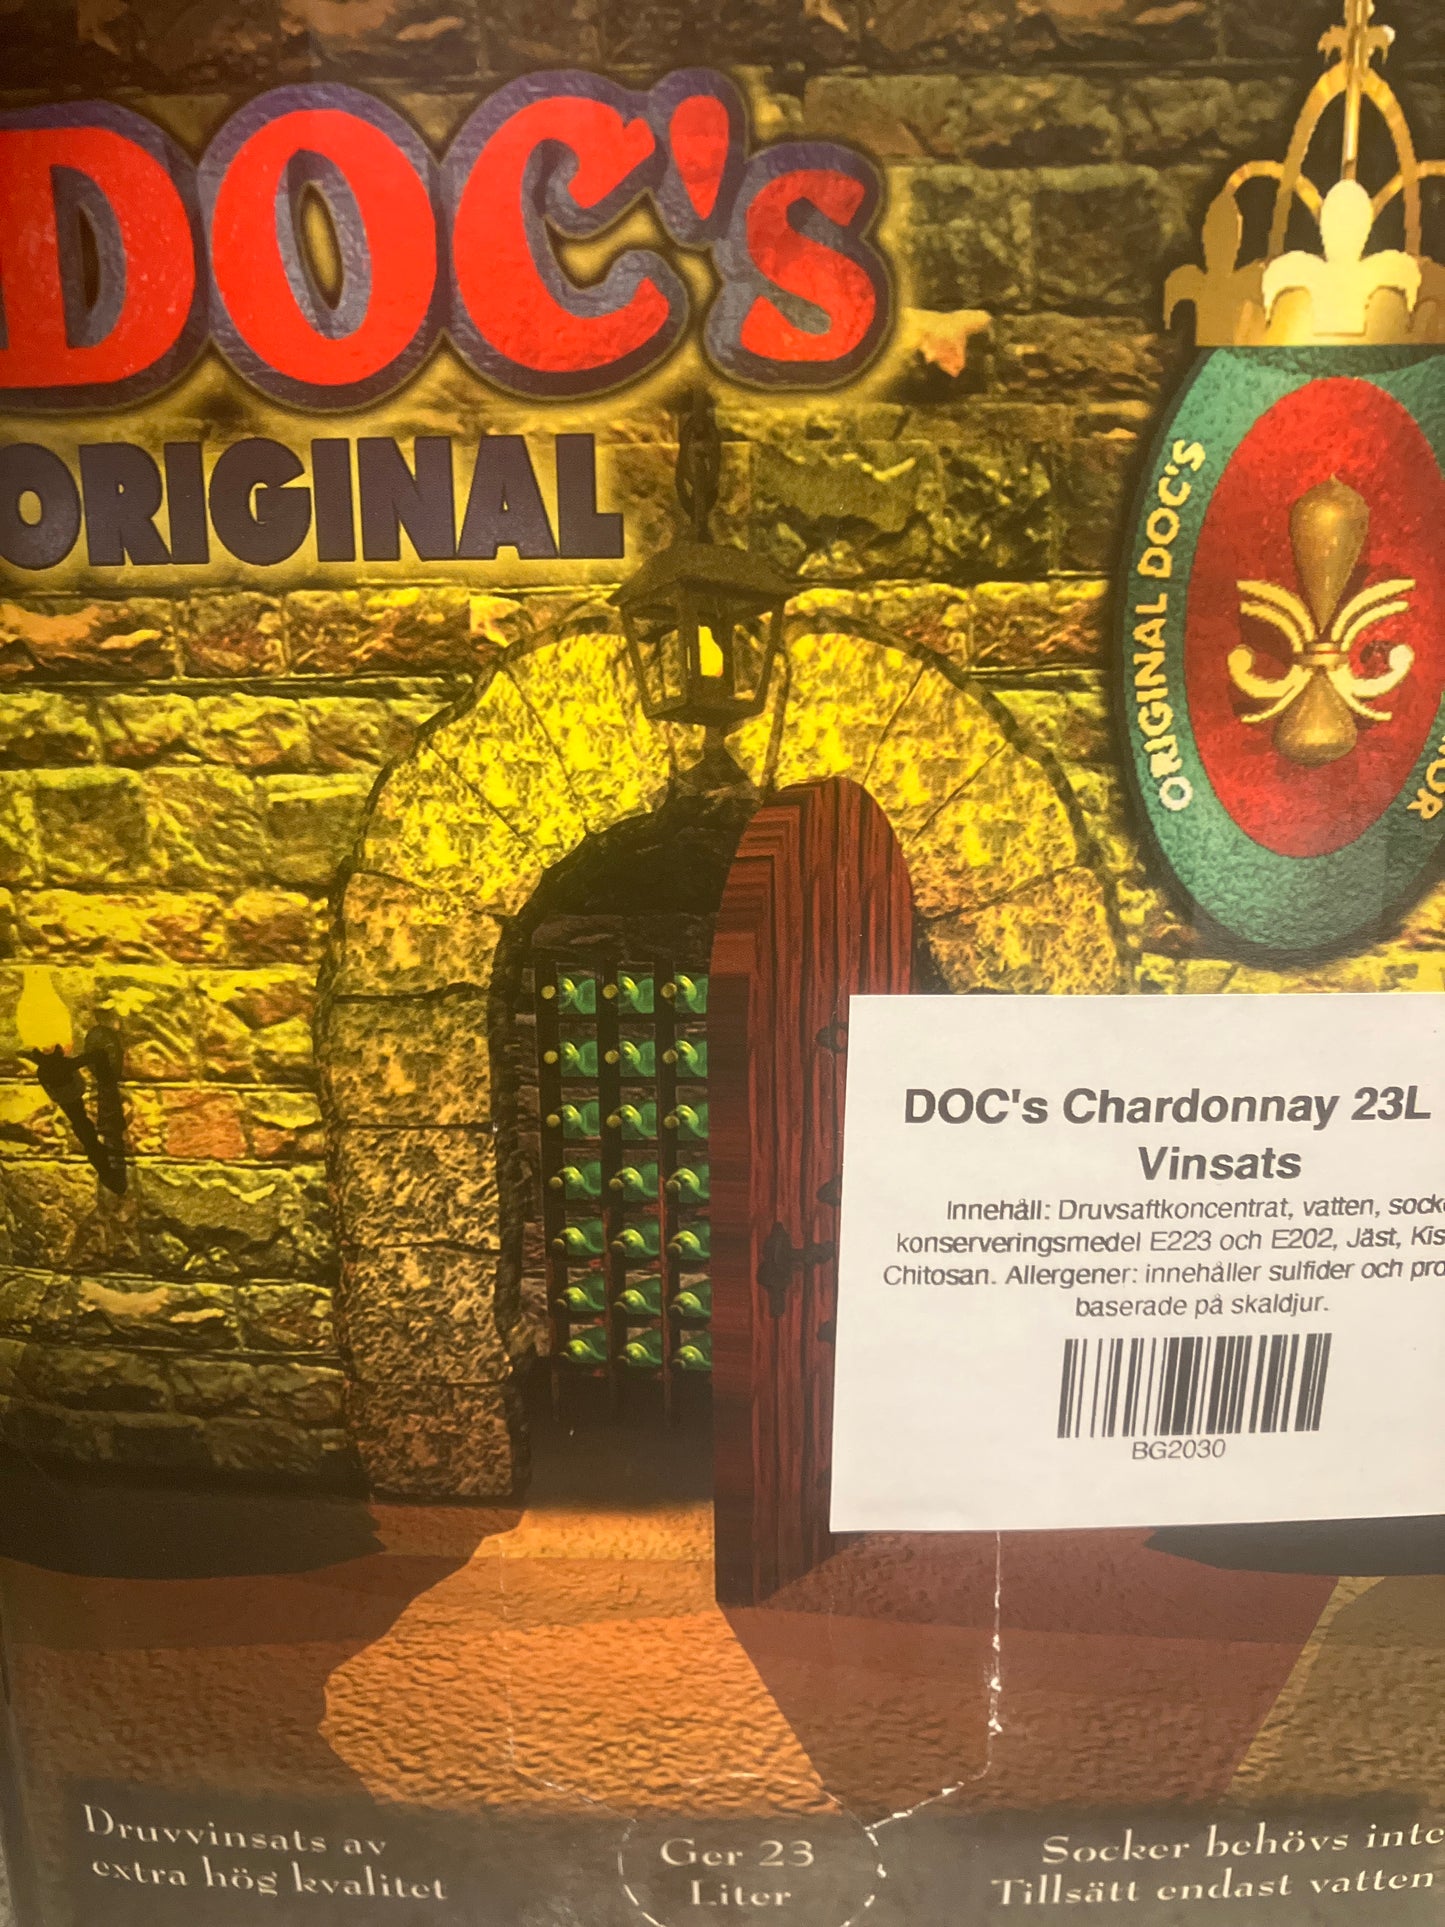 DOC's
ORIGINAL
ORIGINAL DOC'S
DOC's Chardonnay 23L
Vinsats
Innehåll: Druvsaftkoncentrat, vatten,
konserveringsmedel E223 och E202, Jäst,
Chitosan. Allergener: innehåller sulfider och
baserade på skaldjur.
BG2030
Druvvinsats av
extra hög kvalitet
Ger 23
Liter
Socker behövs inte
Tillsätt endast vatten